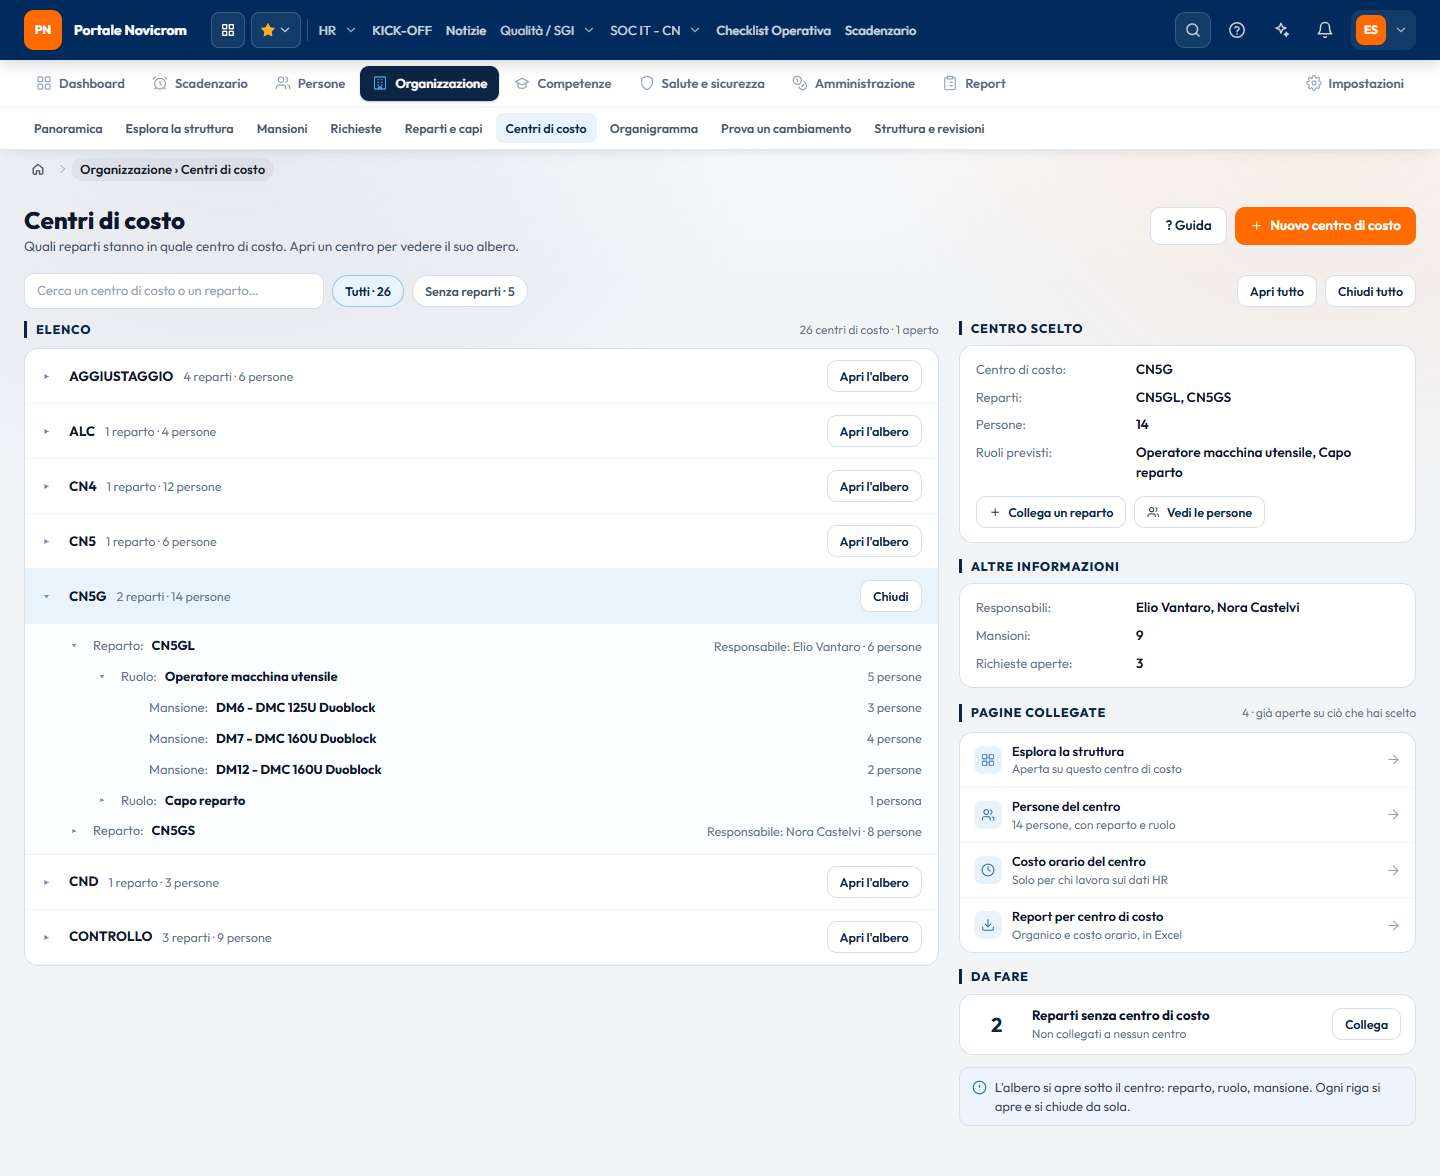 PN Portale Novicrom HR KICK-OFF Notizie Qualità / SGI SOC IT - CN Checklist Operativa Scadenzario ES
Dashboard Scadenzario Persone Organizzazione Competenze Salute e sicurezza Amministrazione Report Impostazioni
Panoramica Esplora la struttura Mansioni Richieste Reparti e capi Centri di costo Organigramma Prova un cambiamento Struttura e revisioni
Organizzazione › Centri di costo
Centri di costo
Quali reparti stanno in quale centro di costo. Apri un centro per vedere il suo albero.
? Guida
+ Nuovo centro di costo
Cerca un centro di costo o un reparto...
Tutti · 26
Senza reparti · 5
Apri tutto
Chiudi tutto
ELENCO
26 centri di costo · 1 aperto
AGGIUSTAGGIO 4 reparti · 6 persone Apri l'albero
ALC 1 reparto · 4 persone Apri l'albero
CN4 1 reparto · 12 persone Apri l'albero
CN5 1 reparto · 6 persone Apri l'albero
CN5G 2 reparti · 14 persone Chiudi
Reparto: CN5GL Responsabile: Elio Vantaro · 6 persone
Ruolo: Operatore macchina utensile 5 persone
Mansione: DM6 - DMC 125U Duoblock 3 persone
Mansione: DM7 - DMC 160U Duoblock 4 persone
Mansione: DM12 - DMC 160U Duoblock 2 persone
Ruolo: Capo reparto 1 persona
Reparto: CN5GS Responsabile: Nora Castelvi · 8 persone
CND 1 reparto · 3 persone Apri l'albero
CONTROLLO 3 reparti · 9 persone Apri l'albero
CENTRO SCELTO
Centro di costo: CN5G
Reparti: CN5GL, CN5GS
Persone: 14
Ruoli previsti: Operatore macchina utensile, Capo
reparto
+ Collega un reparto
Vedi le persone
ALTRE INFORMAZIONI
Responsabili: Elio Vantaro, Nora Castelvi
Mansioni: 9
Richieste aperte: 3
PAGINE COLLEGATE
4 · già aperte su ciò che hai scelto
Esplora la struttura
Aperta su questo centro di costo
Persone del centro
14 persone, con reparto e ruolo
Costo orario del centro
Solo per chi lavora sui dati HR
Report per centro di costo
Organico e costo orario, in Excel
DA FARE
2 Reparti senza centro di costo
Non collegati a nessun centro
Collega
L'albero si apre sotto il centro: reparto, ruolo, mansione. Ogni riga si
apre e si chiude da sola.